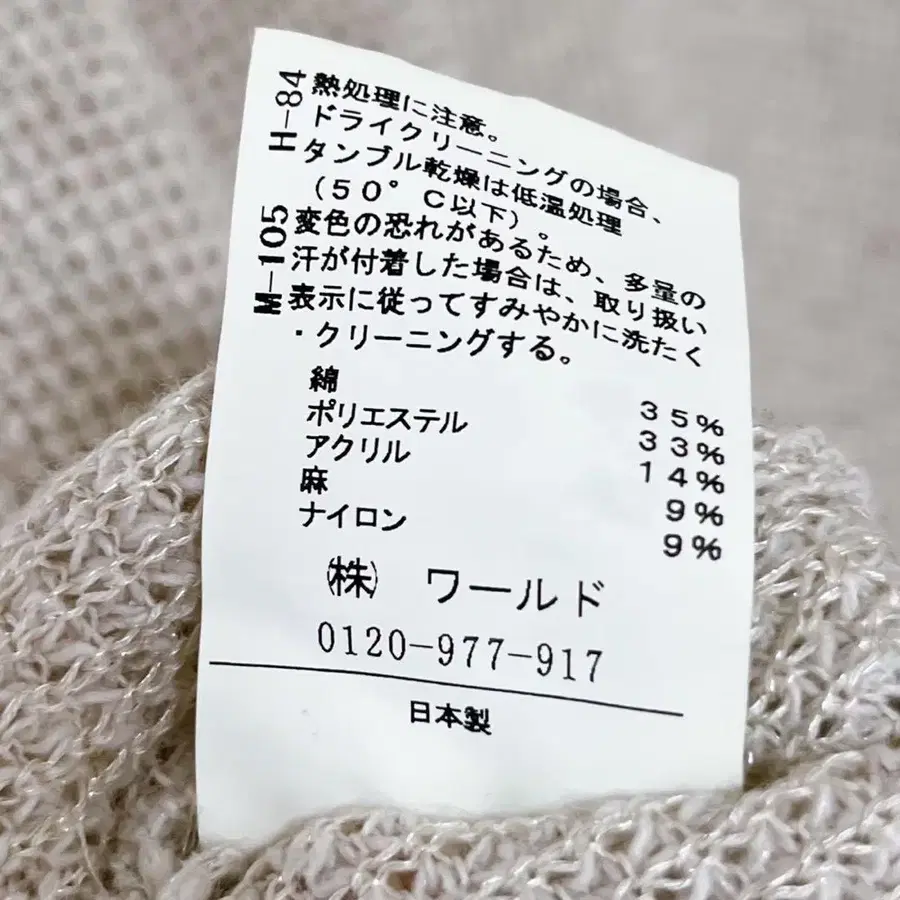 H-84
熱処理に注意。
ドライクリーニングの場合、
タンブル乾燥は低温処理
（50°C以下）。
M-105
変色の恐れがあるため、多量の
汗が付着した場合は、取り扱い
表示に従ってすみやかに洗たく
・クリーニングする。
綿 35%
ポリエステル 33%
アクリル 14%
麻 9%
ナイロン 9%
㈱ ワールド
0120-977-917
日本製